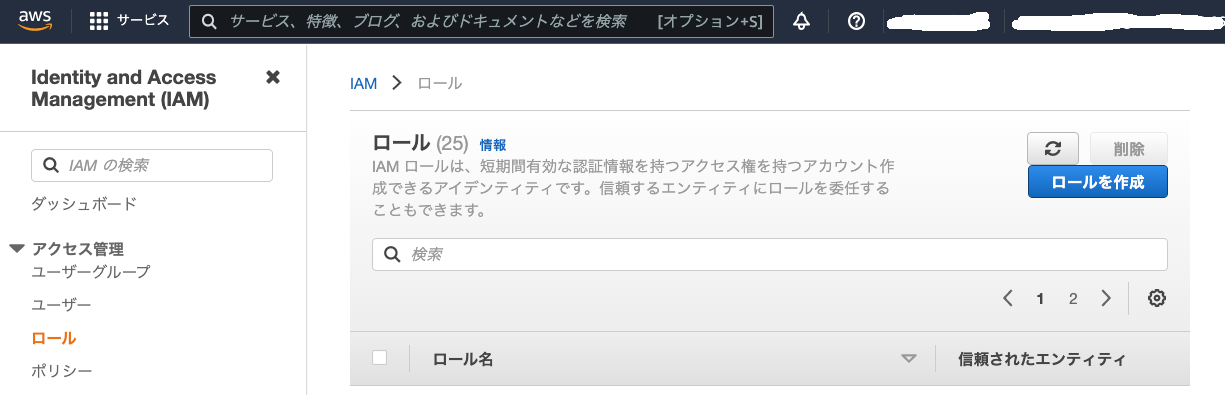 aws
サービス
サービス、特徴、ブログ、およびドキュメントなどを検索 [オプション+S]
Identity and Access
Management (IAM)
IAM の検索
ダッシュボード
アクセス管理
ユーザーグループ
ユーザー
ロール
ポリシー
IAM > ロール
ロール (25) 情報
IAM ロールは、短期間有効な認証情報を持つアクセス権を持つアカウント作
成できるアイデンティティです。信頼するエンティティにロールを委任する
こともできます。
削除
ロールを作成
検索
1 2
ロール名
信頼されたエンティティ